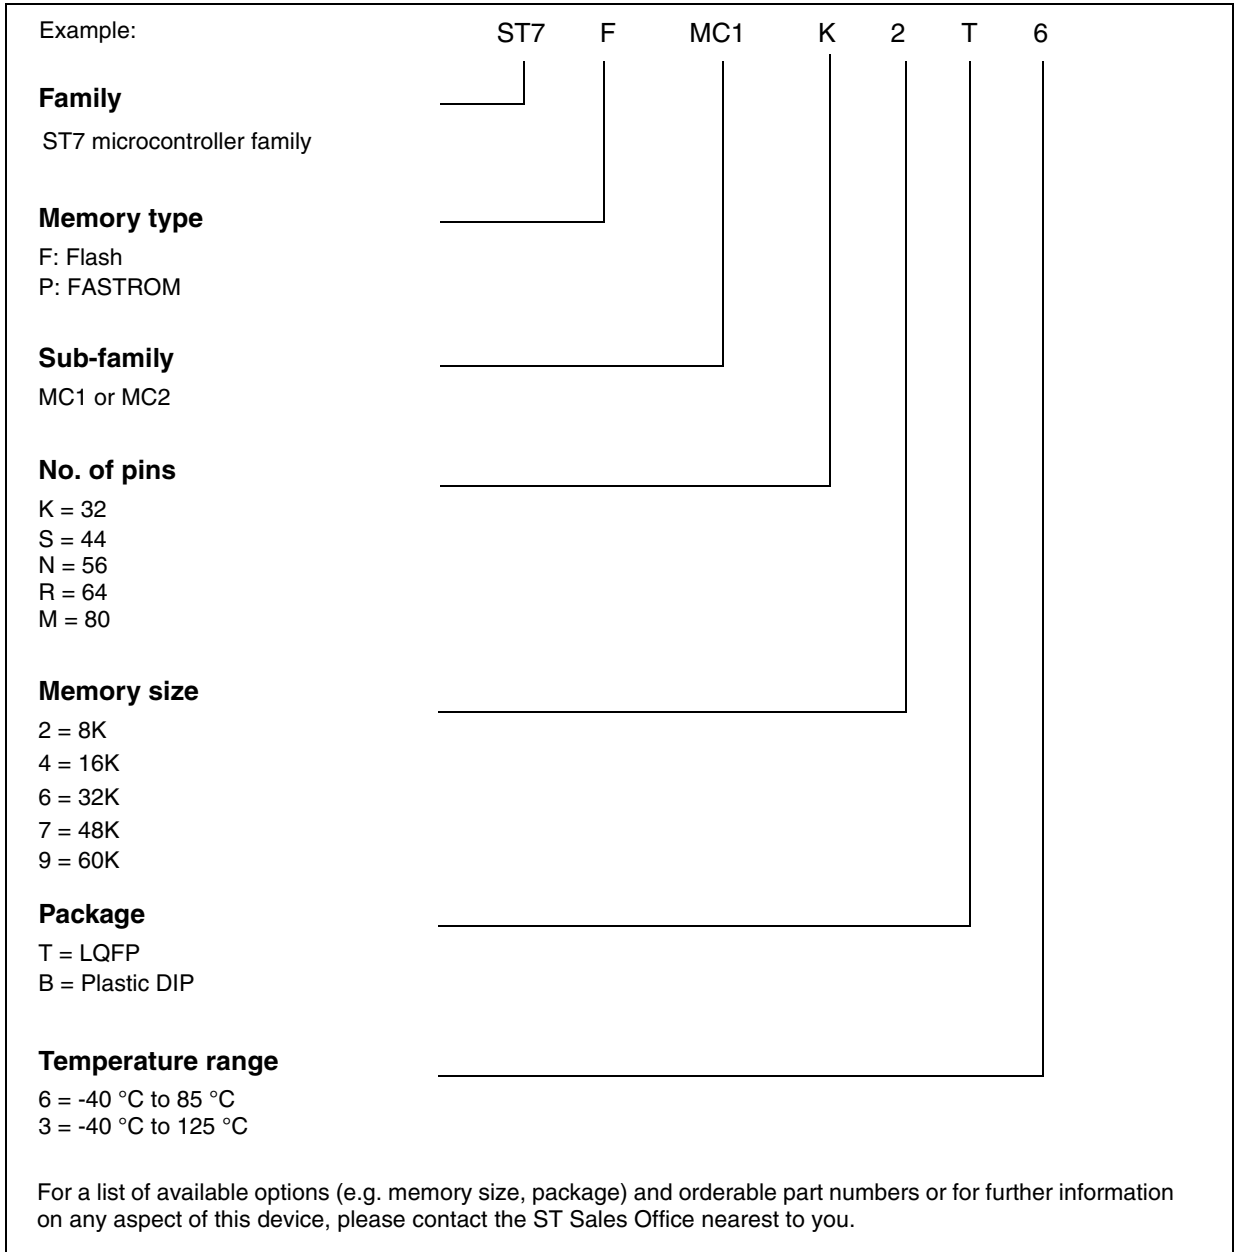 Example: ST7 F MC1 K 2 T 6
Family
ST7 microcontroller family
Memory type
F: Flash
P: FASTROM
Sub-family
MC1 or MC2
No. of pins
K = 32
S = 44
N = 56
R = 64
M = 80
Memory size
2 = 8K
4 = 16K
6 = 32K
7 = 48K
9 = 60K
Package
T = LQFP
B = Plastic DIP
Temperature range
6 = -40 °C to 85 °C
3 = -40 °C to 125 °C
For a list of available options (e.g. memory size, package) and orderable part numbers or for further information
on any aspect of this device, please contact the ST Sales Office nearest to you.